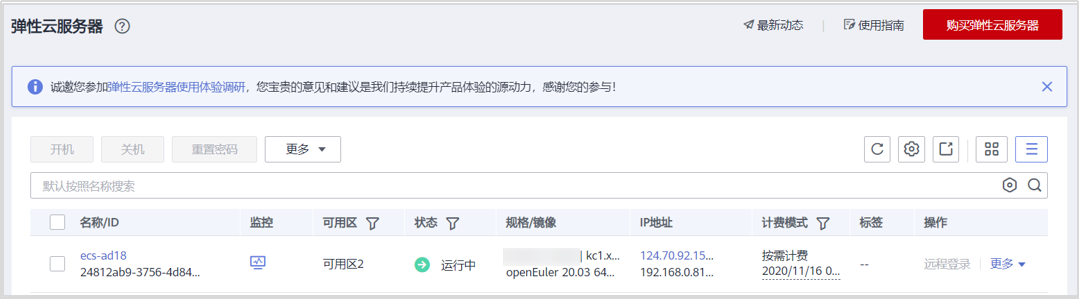 弹性云服务器 ?
最新动态 | 使用指南 购买弹性云服务器
诚邀您参加弹性云服务器使用体验调研，您宝贵的意见和建议是我们持续提升产品体验的源动力，感谢您的参与！
开机 关机 重置密码 更多
默认按照名称搜索
名称/ID 监控 可用区 状态 规格/镜像 IP地址 计费模式 标签 操作
ecs-ad18 可用区2 运行中 | kc1.x... 124.70.92.15... 按需计费 -- 远程登录 | 更多
24812ab9-3756-4d84... openEuler 20.03 64... 192.168.0.81... 2020/11/16 0...